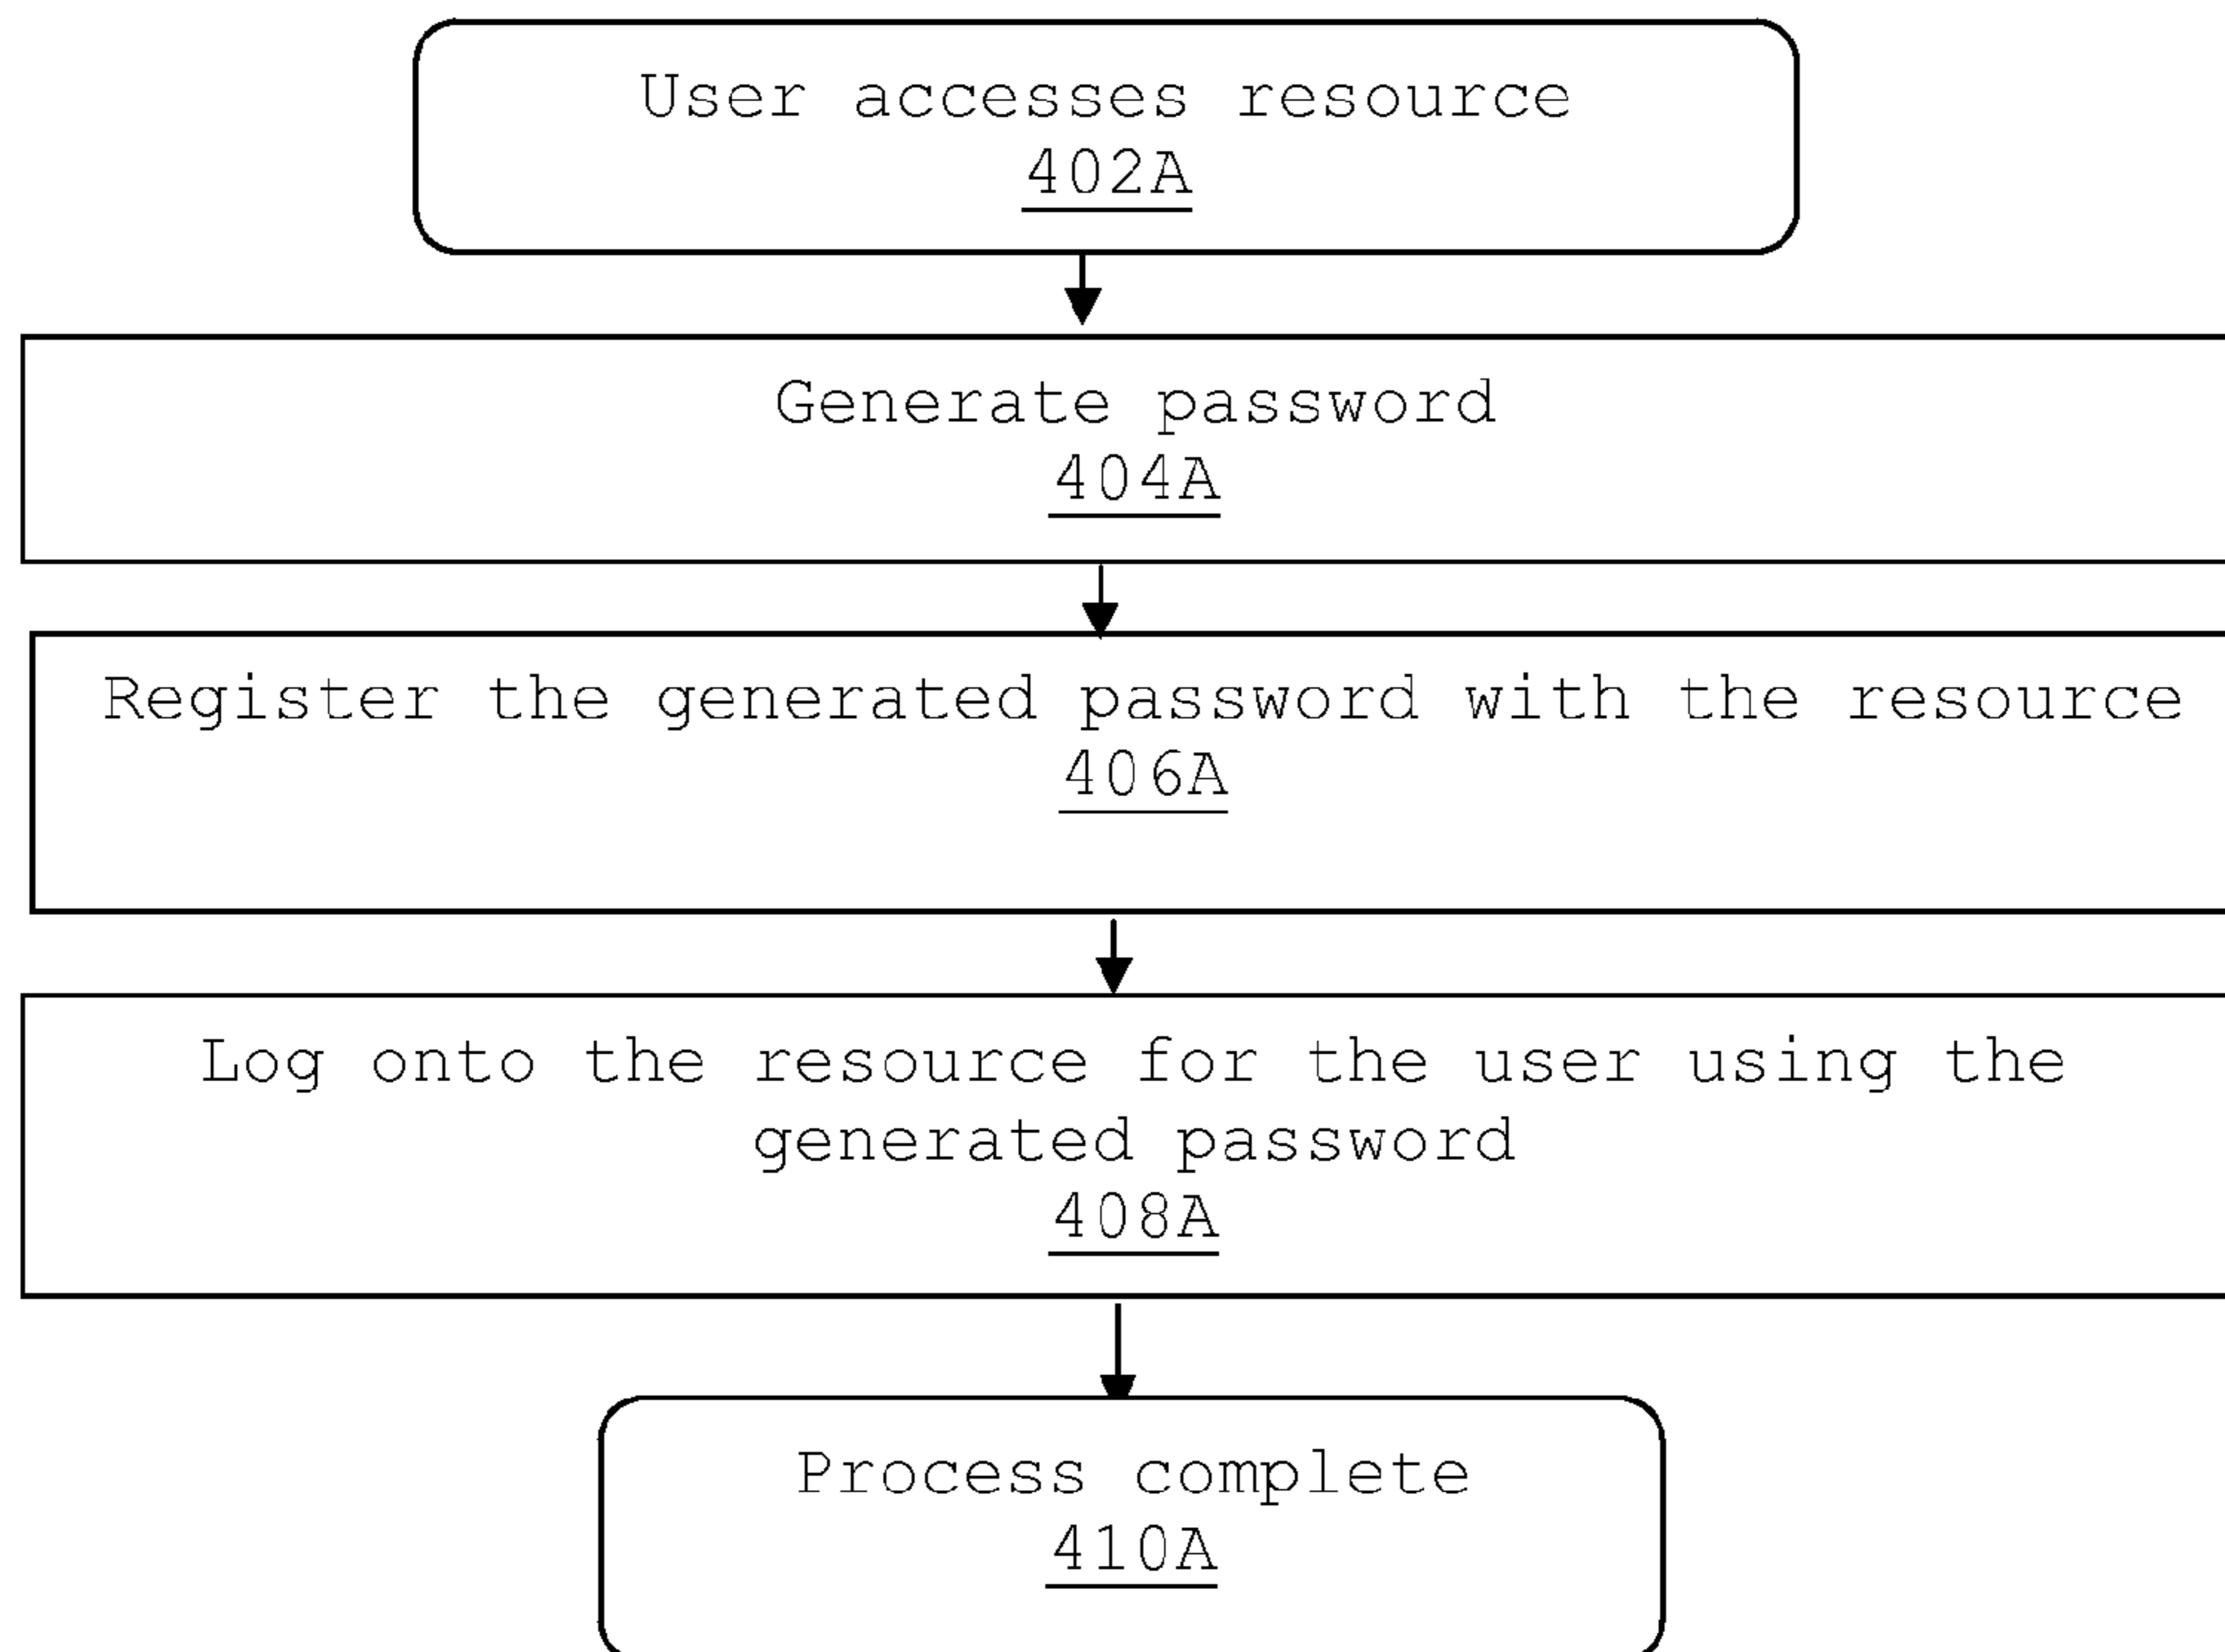 User accesses resource
402A
Generate password
404A
Register the generated password with the resource
406A
Log onto the resource for the user using the
generated password
408A
Process complete
410A